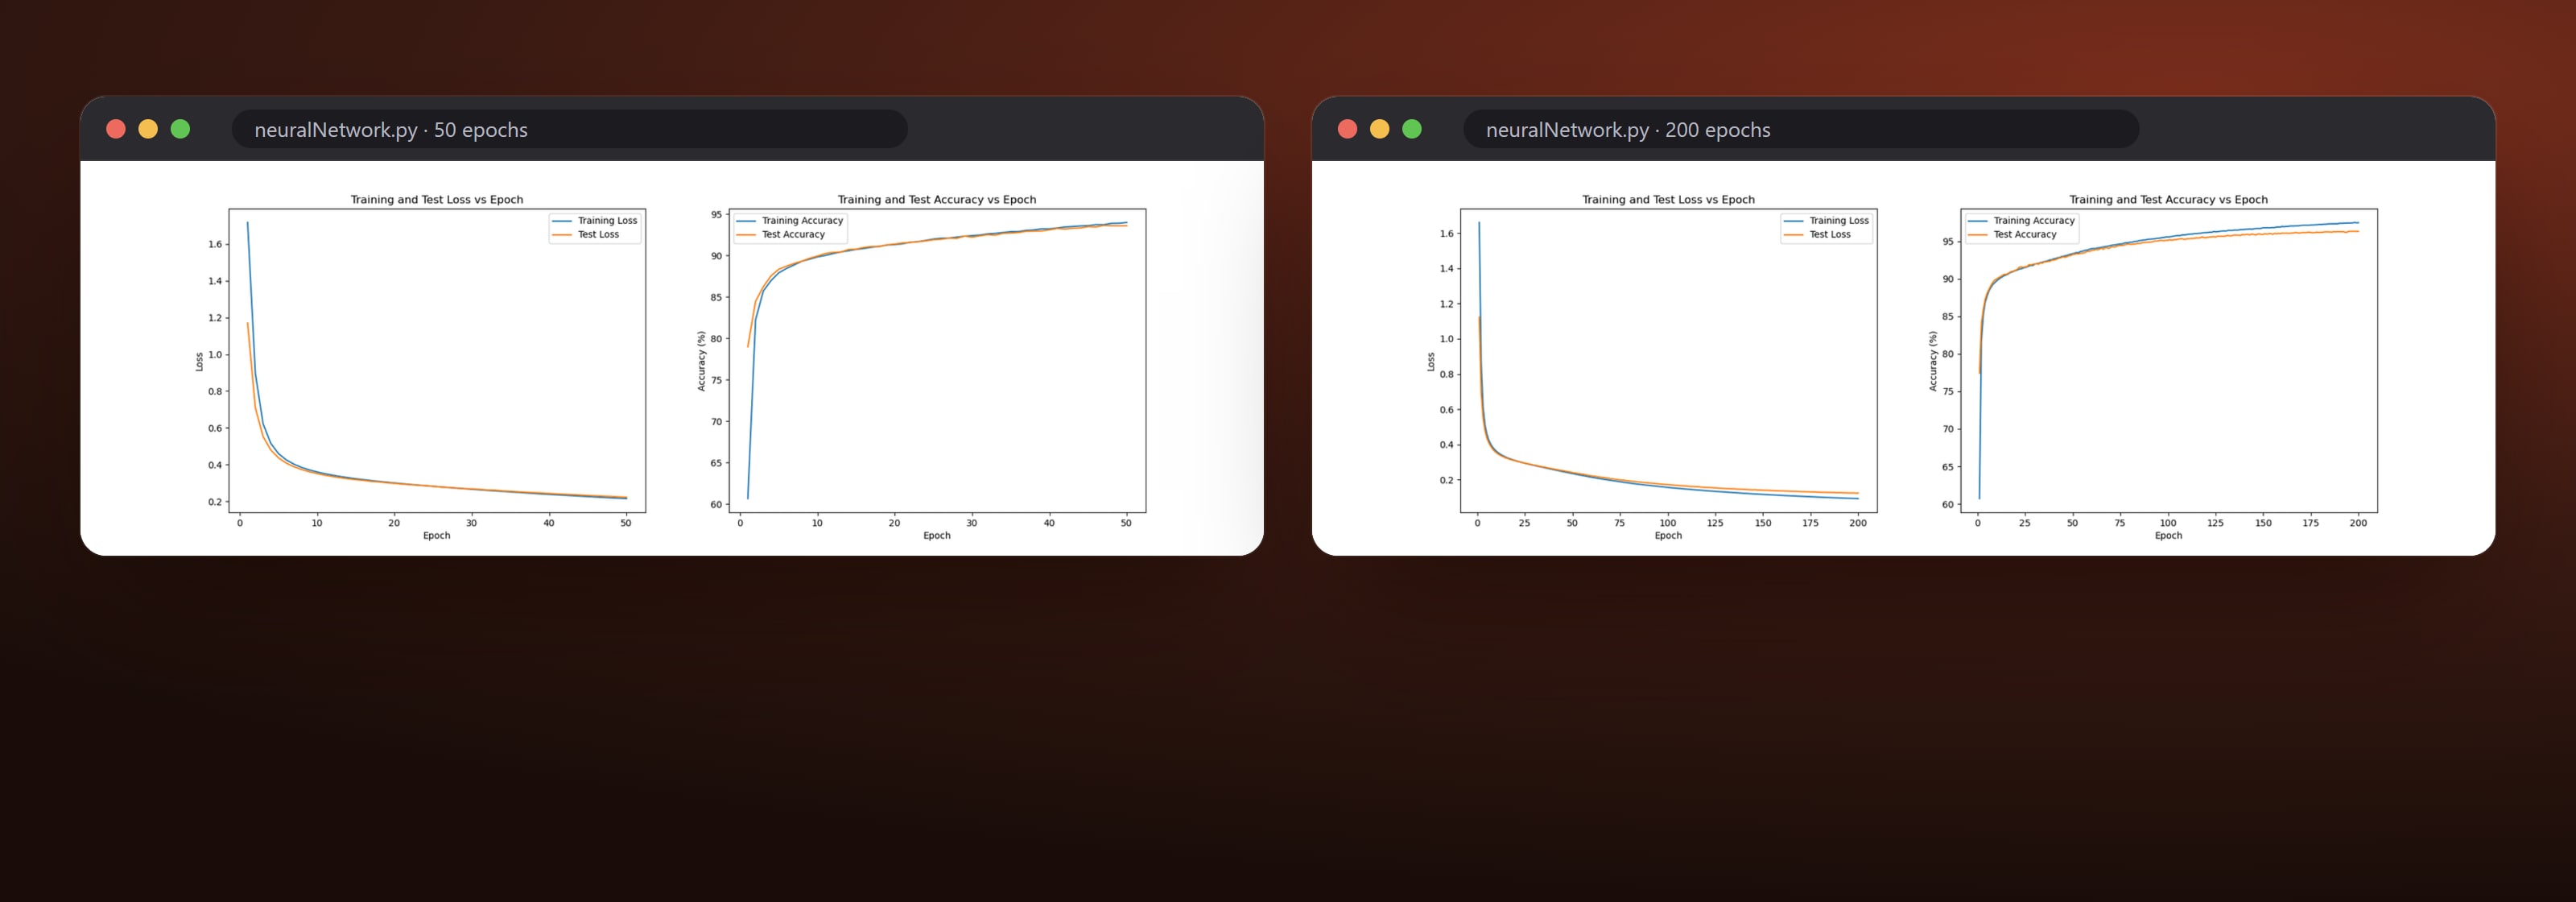 neuralNetwork.py · 50 epochs
Training and Test Loss vs Epoch
Training Loss
Test Loss
Loss
1.6
1.4
1.2
1.0
0.8
0.6
0.4
0.2
0 10 20 30 40 50
Epoch
Training and Test Accuracy vs Epoch
Training Accuracy
Test Accuracy
Accuracy (%)
95
90
85
80
75
70
65
60
0 10 20 30 40 50
Epoch
neuralNetwork.py · 200 epochs
Training and Test Loss vs Epoch
Training Loss
Test Loss
Loss
1.6
1.4
1.2
1.0
0.8
0.6
0.4
0.2
0 25 50 75 100 125 150 175 200
Epoch
Training and Test Accuracy vs Epoch
Training Accuracy
Test Accuracy
Accuracy (%)
95
90
85
80
75
70
65
60
0 25 50 75 100 125 150 175 200
Epoch